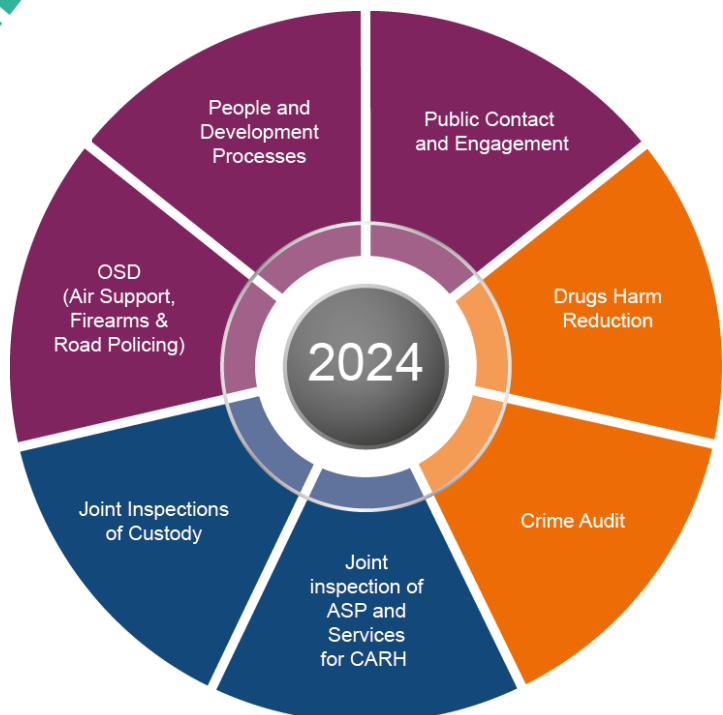 People and
Development
Processes
Public Contact
and Engagement
OSD
(Air Support,
Firearms &
Road Policing)
Drugs Harm
Reduction
2024
Joint Inspections
of Custody
Crime Audit
Joint
inspection of
ASP and
Services
for CARH